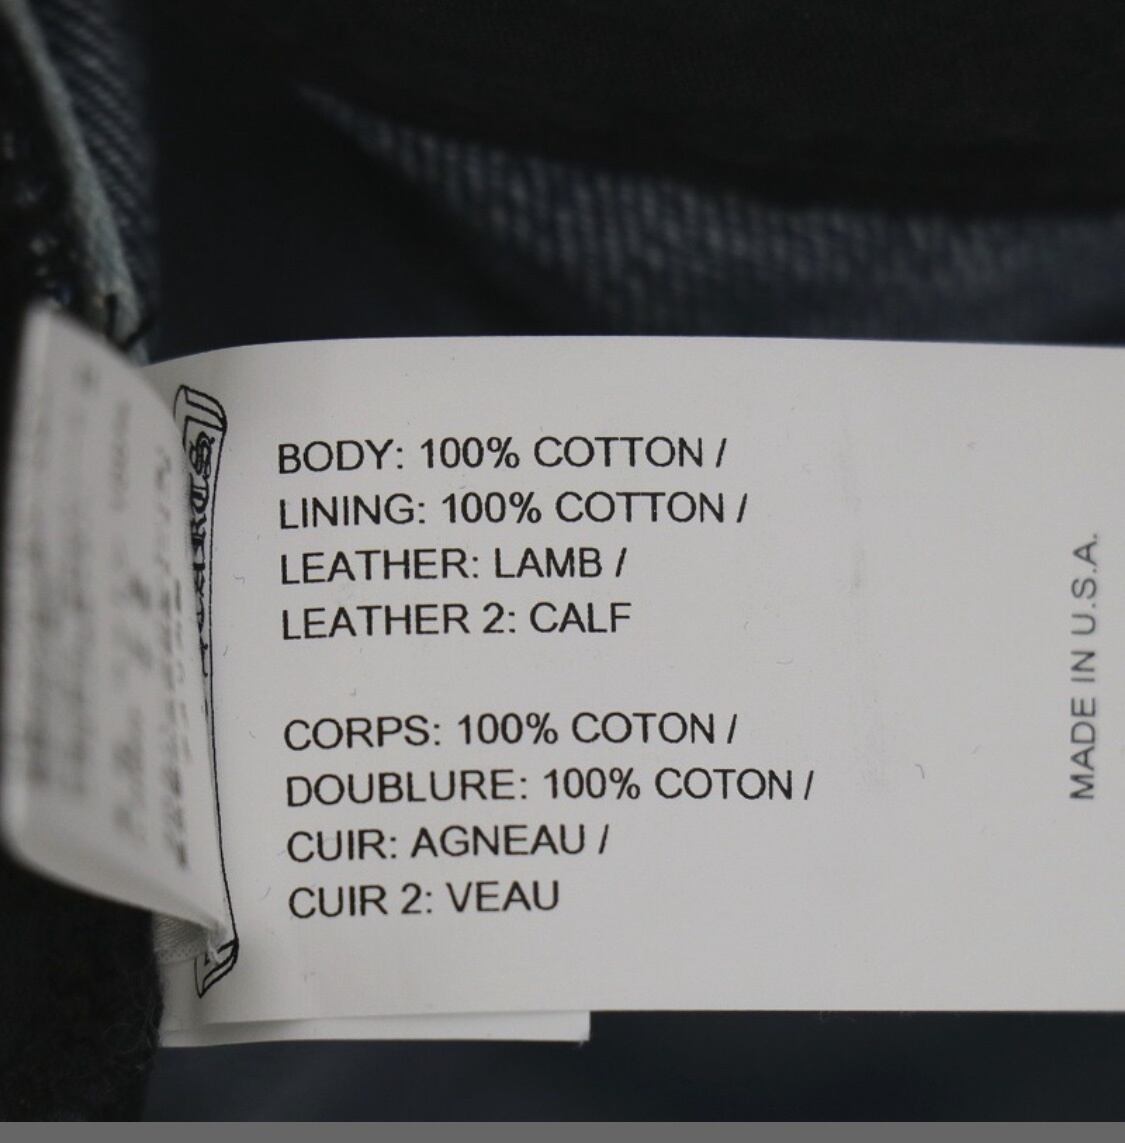 BODY: 100% COTTON /
LINING: 100% COTTON /
LEATHER: LAMB /
LEATHER 2: CALF
CORPS: 100% COTON /
DOUBLURE: 100% COTON /
CUIR: AGNEAU /
CUIR 2: VEAU
MADE IN U.S.A.